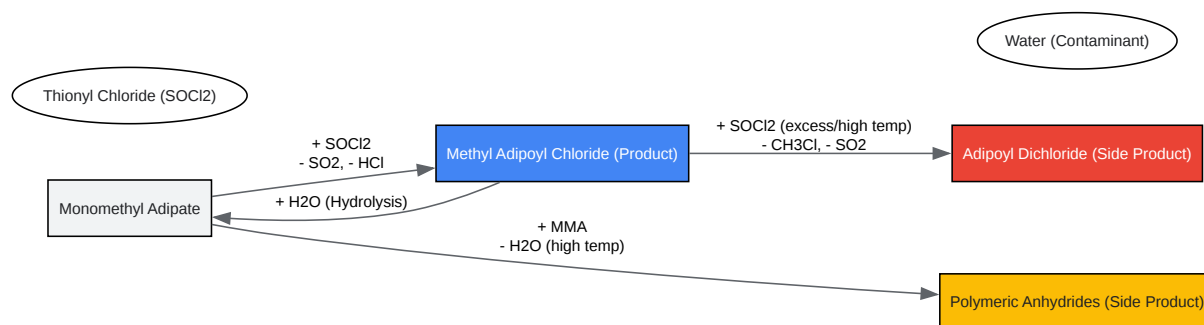 Water (Contaminant)
Thionyl Chloride (SOCl2)
+ SOCl2
- SO2, - HCl
Methyl Adipoyl Chloride (Product)
+ SOCl2 (excess/high temp)
- CH3Cl, - SO2
Adipoyl Dichloride (Side Product)
Monomethyl Adipate
+ H2O (Hydrolysis)
+ MMA
- H2O (high temp)
Polymeric Anhydrides (Side Product)